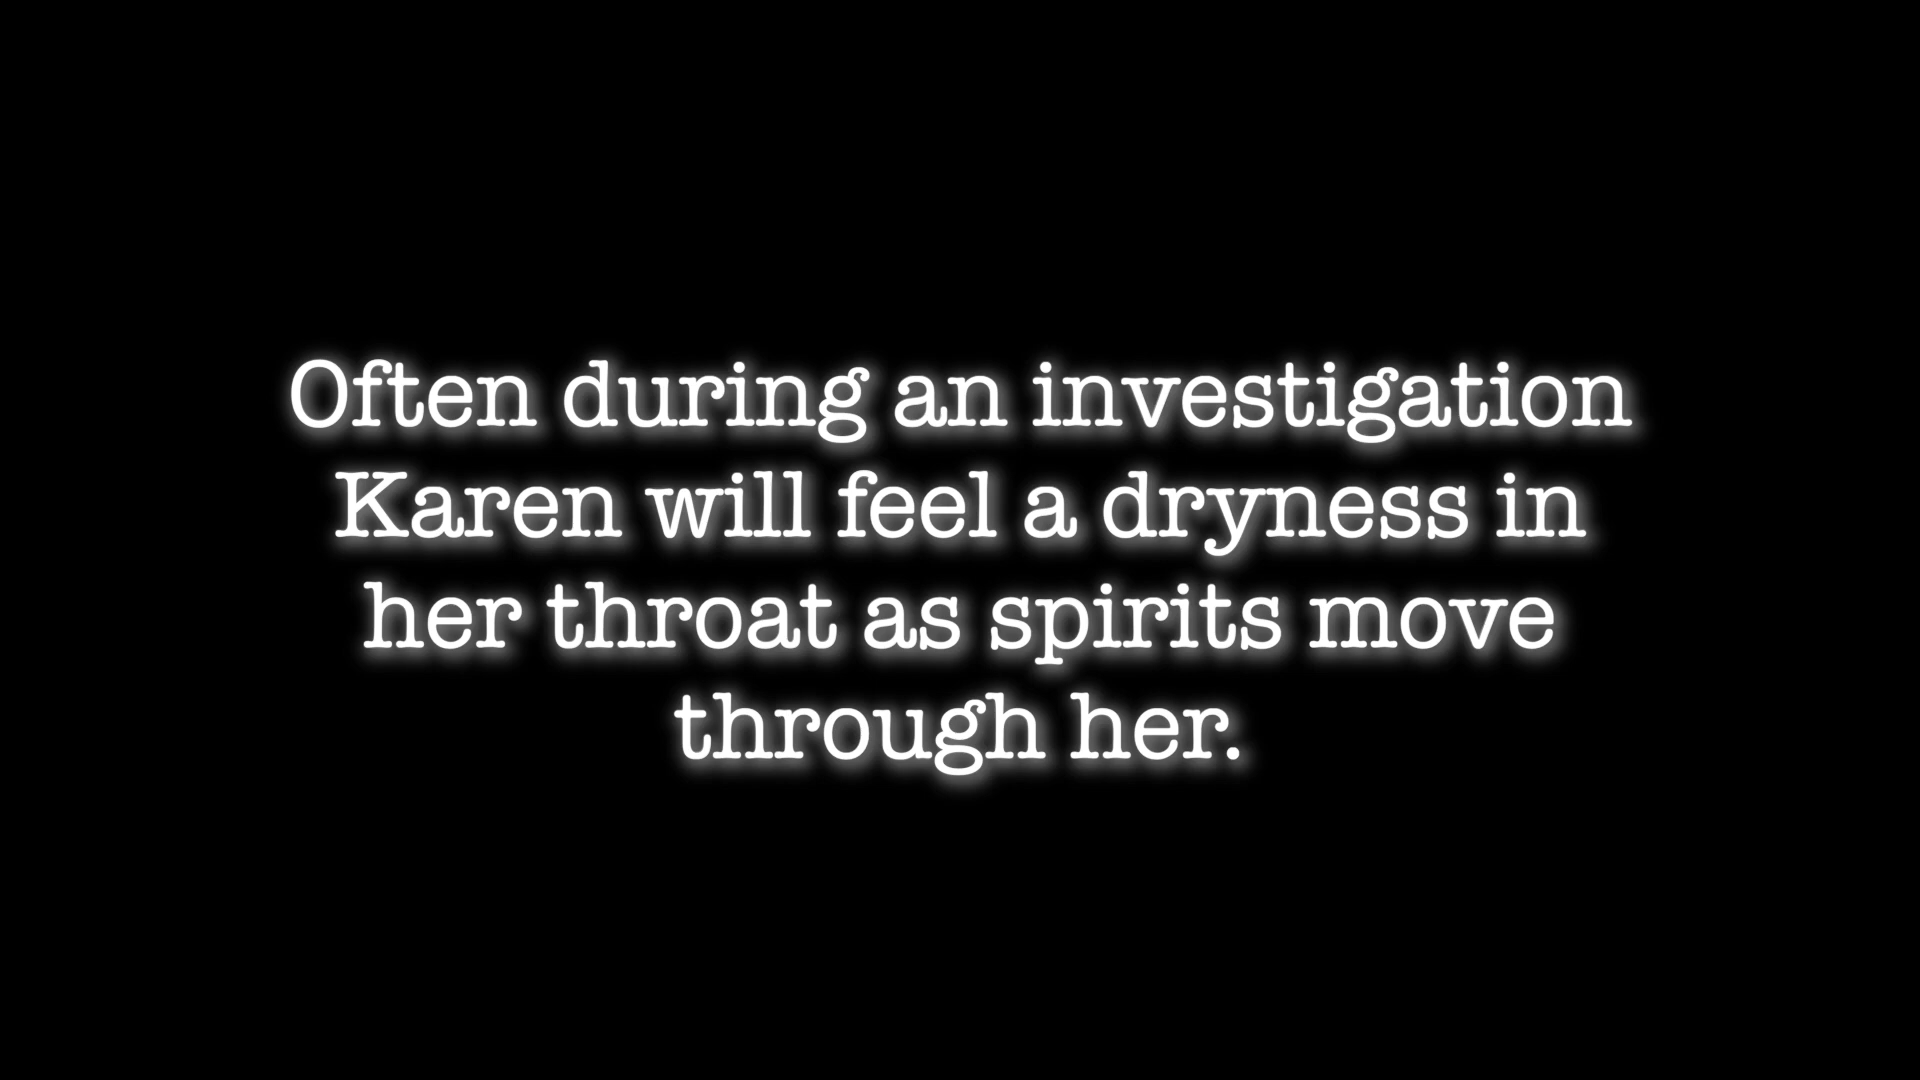 Often during an investigation
Karen will feel a dryness in
her throat as spirits move
through her.